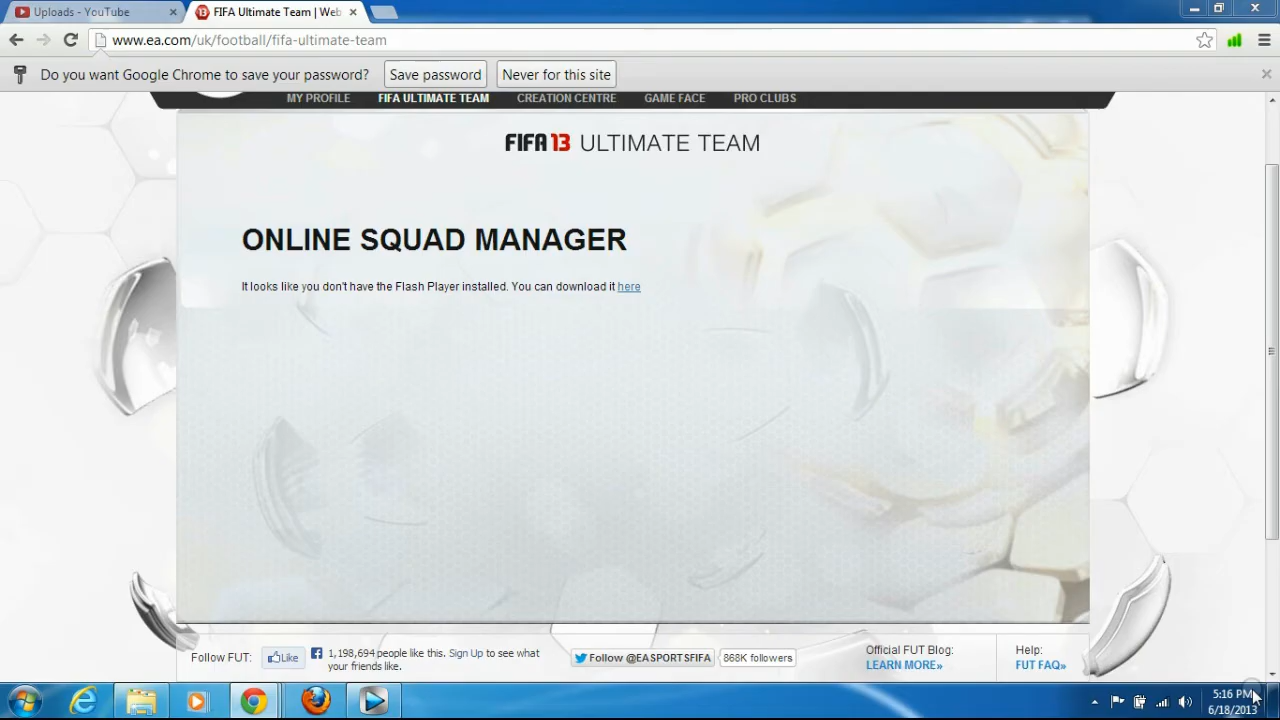 Uploads - YouTube
FIFA Ultimate Team | Web
www.ea.com/uk/football/fifa-ultimate-team
Do you want Google Chrome to save your password? Save password Never for this site
MY PROFILE FIFA ULTIMATE TEAM CREATION CENTRE GAME FACE PRO CLUBS
FIFA 13 ULTIMATE TEAM
ONLINE SQUAD MANAGER
It looks like you don't have the Flash Player installed. You can download it here
Follow FUT: Like 1,198,694 people like this. Sign Up to see what
your friends like.
Follow @EASPORTSFIFA 868K followers
Official FUT Blog:
LEARN MORE»
Help:
FUT FAQ»
5:16 PM
6/18/2013